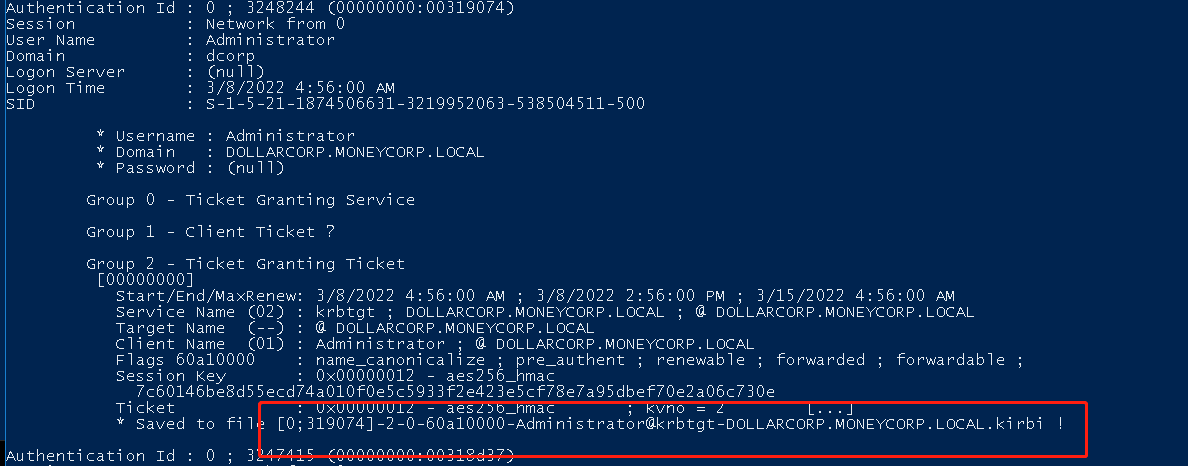 Authentication Id : 0 ; 3248244 (00000000:00319074)
Session           : Network from 0
User Name         : Administrator
Domain            : dcorp
Logon Server      : (null)
Logon Time        : 3/8/2022 4:56:00 AM
SID               : S-1-5-21-1874506631-3219952063-538504511-500
* Username : Administrator
* Domain   : DOLLARCORP.MONEYCORP.LOCAL
* Password : (null)
Group 0 - Ticket Granting Service
Group 1 - Client Ticket ?
Group 2 - Ticket Granting Ticket
[00000000]
Start/End/MaxRenew: 3/8/2022 4:56:00 AM ; 3/8/2022 2:56:00 PM ; 3/15/2022 4:56:00 AM
Service Name (02) : krbtgt ; DOLLARCORP.MONEYCORP.LOCAL ; @ DOLLARCORP.MONEYCORP.LOCAL
Target Name  (--) : @ DOLLARCORP.MONEYCORP.LOCAL
Client Name  (01) : Administrator ; @ DOLLARCORP.MONEYCORP.LOCAL
Flags 60a10000    : name_canonicalize ; pre_authent ; renewable ; forwarded ; forwardable ;
Session Key       : 0x00000012 - aes256_hmac
7c60146be8d55ecd74a010f0e5c5933f2e423e5cf78e7a95dbef70e2a06c730e
Ticket            : 0x00000012 - aes256_hmac       ; kvno = 2        [...]
* Saved to file [0;319074]-2-0-60a10000-Administrator@krbtgt-DOLLARCORP.MONEYCORP.LOCAL.kirbi !
Authentication Id : 0 ; 3247415 (00000000:00318d37)